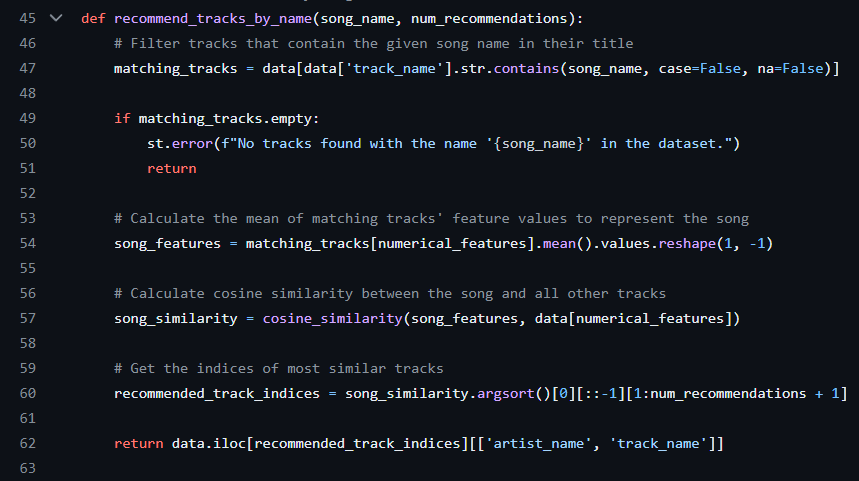 45 def recommend_tracks_by_name(song_name, num_recommendations):
46     # Filter tracks that contain the given song name in their title
47     matching_tracks = data[data['track_name'].str.contains(song_name, case=False, na=False)]
48
49     if matching_tracks.empty:
50         st.error(f"No tracks found with the name '{song_name}' in the dataset.")
51         return
52
53     # Calculate the mean of matching tracks' feature values to represent the song
54     song_features = matching_tracks[numerical_features].mean().values.reshape(1, -1)
55
56     # Calculate cosine similarity between the song and all other tracks
57     song_similarity = cosine_similarity(song_features, data[numerical_features])
58
59     # Get the indices of most similar tracks
60     recommended_track_indices = song_similarity.argsort()[0][::-1][1:num_recommendations + 1]
61
62     return data.iloc[recommended_track_indices][['artist_name', 'track_name']]
63